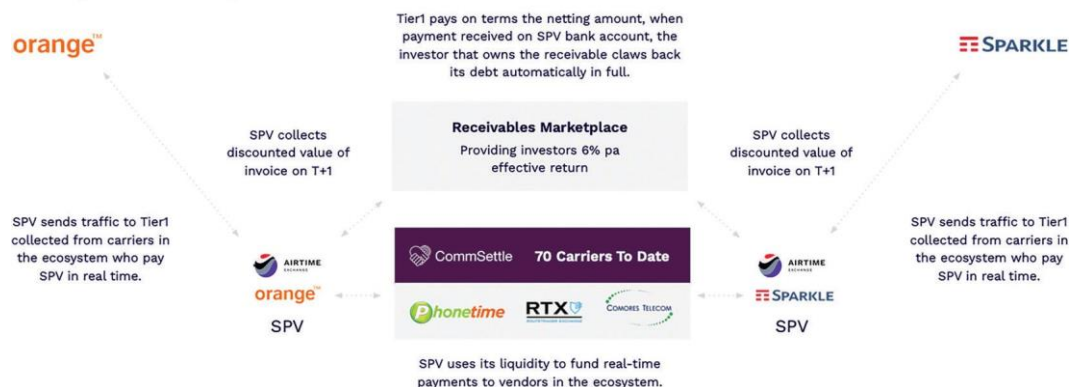 Tier1 pays on terms the netting amount, when
payment received on SPV bank account, the
investor that owns the receivable claws back
its debt automatically in full.
orange™
SPARKLE
SPV collects
discounted value of
invoice on T+1
Receivables Marketplace
Providing investors 6% pa
effective return
SPV collects
discounted value of
invoice on T+1
SPV sends traffic to Tier1
collected from carriers in
the ecosystem who pay
SPV in real time.
AIRTIME
EXCHANGE
orange™
SPV
CommSettle 70 Carriers To Date
Phonetime
RTX
COMORES TELECOM
AIRTIME
EXCHANGE
SPARKLE
SPV
SPV sends traffic to Tier1
collected from carriers in
the ecosystem who pay
SPV in real time.
SPV uses its liquidity to fund real-time
payments to vendors in the ecosystem.